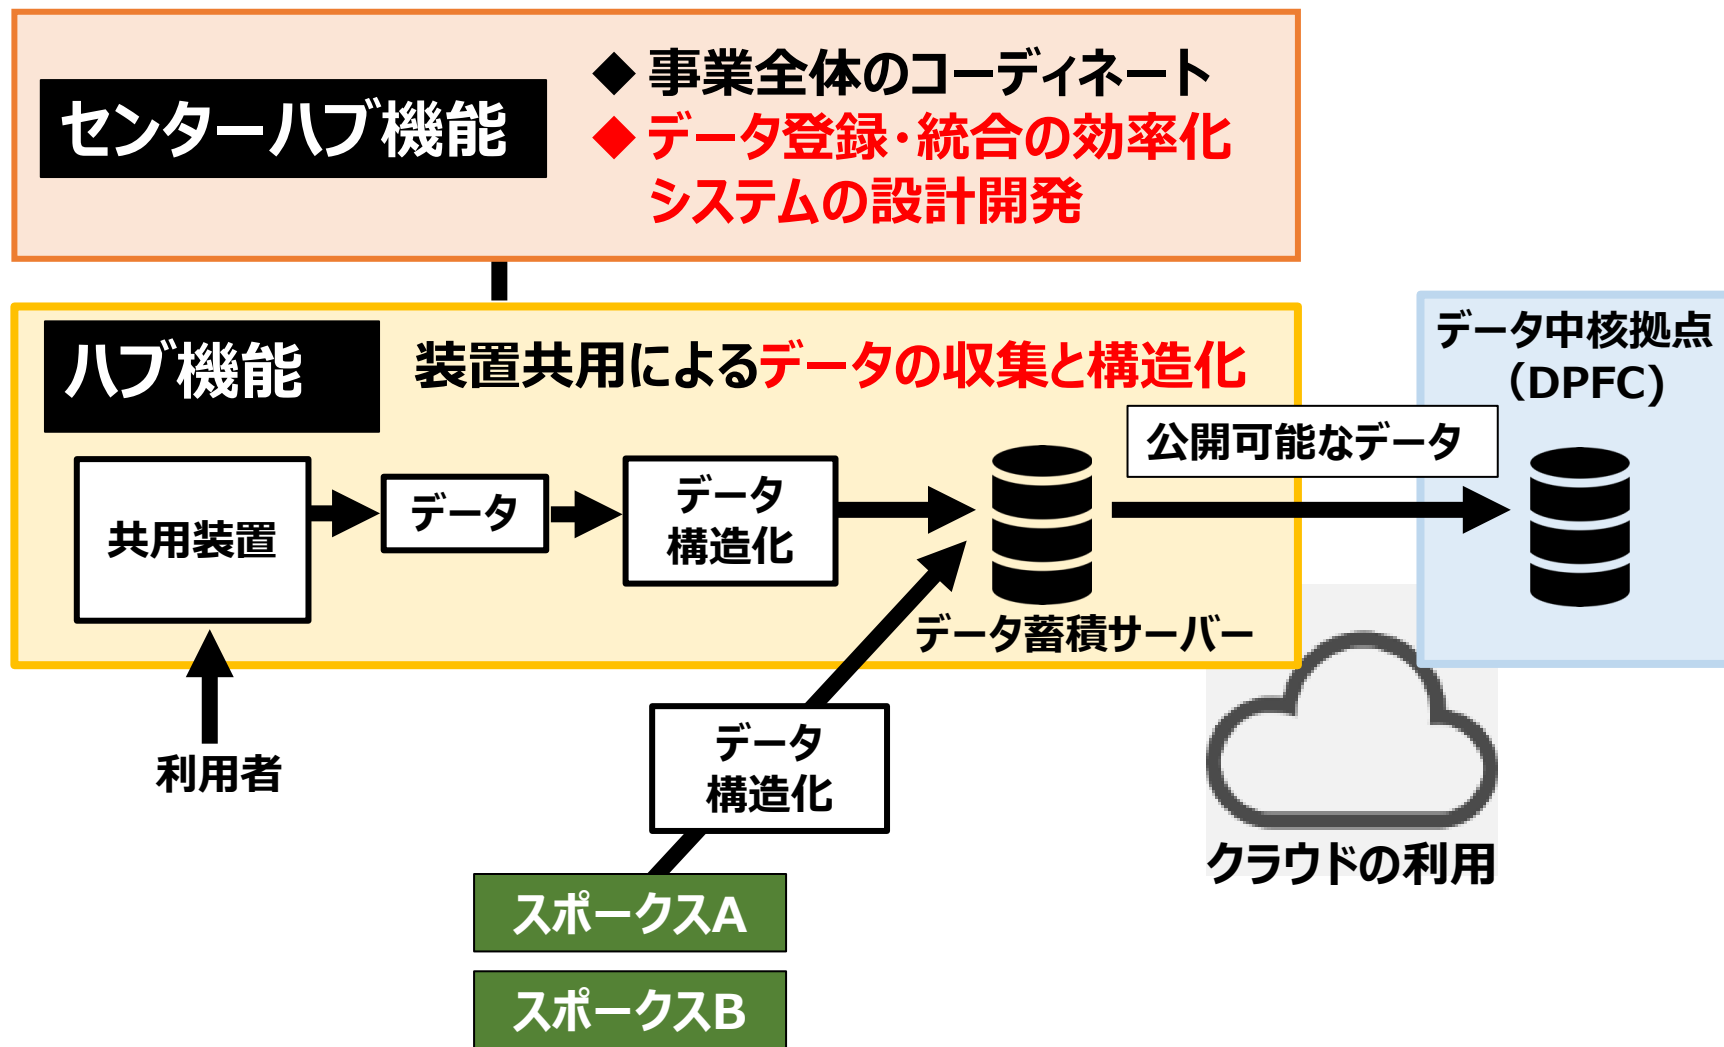 センターハブ機能
◆ 事業全体のコーディネート
◆ データ登録・統合の効率化
システムの設計開発
ハブ機能
装置共用によるデータの収集と構造化
データ中核拠点
（DPFC)
公開可能なデータ
共用装置
データ
データ
構造化
データ蓄積サーバー
利用者
データ
構造化
クラウドの利用
スポークスA
スポークスB